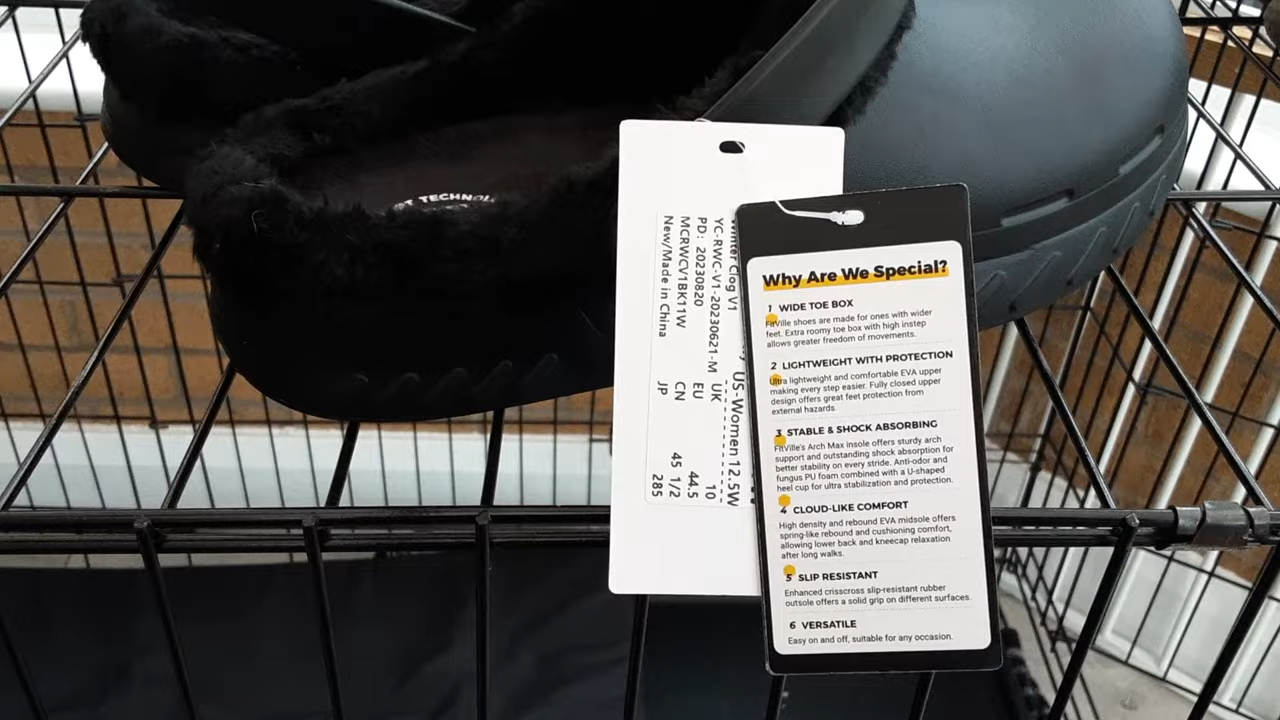 T TECHNOL
Winter Clog V1
YC-RWC-V1-20230621-M
PD: 20230820
MCRWCV1BK11W
New/Made in China
US-Women 12.5W
UK 10
EU 44.5
CN 45 1/2
JP 285
Why Are We Special?
1 WIDE TOE BOX
FitVille shoes are made for ones with wider
feet. Extra roomy toe box with high instep
allows greater freedom of movements.
2 LIGHTWEIGHT WITH PROTECTION
Ultra lightweight and comfortable EVA upper
making every step easier. Fully closed upper
design offers great feet protection from
external hazards.
3 STABLE & SHOCK ABSORBING
FitVille's Arch Max insole offers sturdy arch
support and outstanding shock absorption for
better stability on every stride. Anti-odor and
fungus PU foam combined with a U-shaped
heel cup for ultra stabilization and protection.
4 CLOUD-LIKE COMFORT
High density and rebound EVA midsole offers
spring-like rebound and cushioning comfort,
allowing lower back and kneecap relaxation
after long walks.
5 SLIP RESISTANT
Enhanced crisscross slip-resistant rubber
outsole offers a solid grip on different surfaces.
6 VERSATILE
Easy on and off, suitable for any occasion.